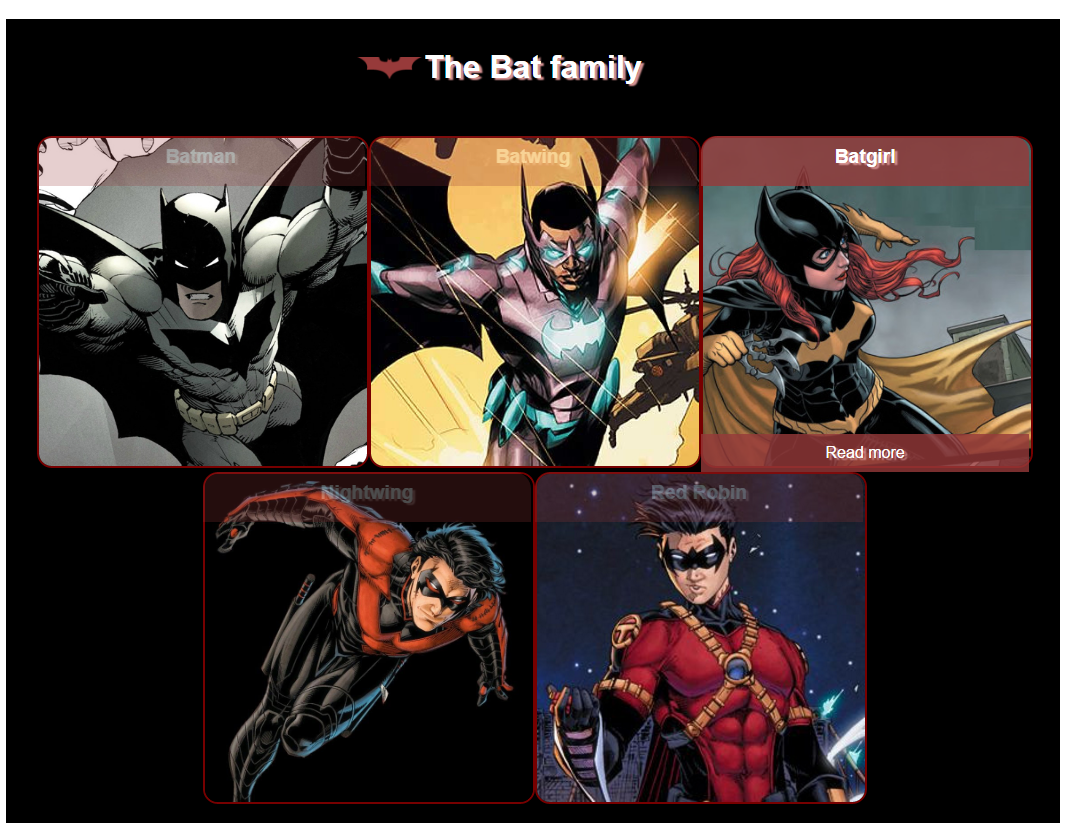 The Bat family
Batman
Batwing
Batgirl
Read more
Nightwing
Red Robin